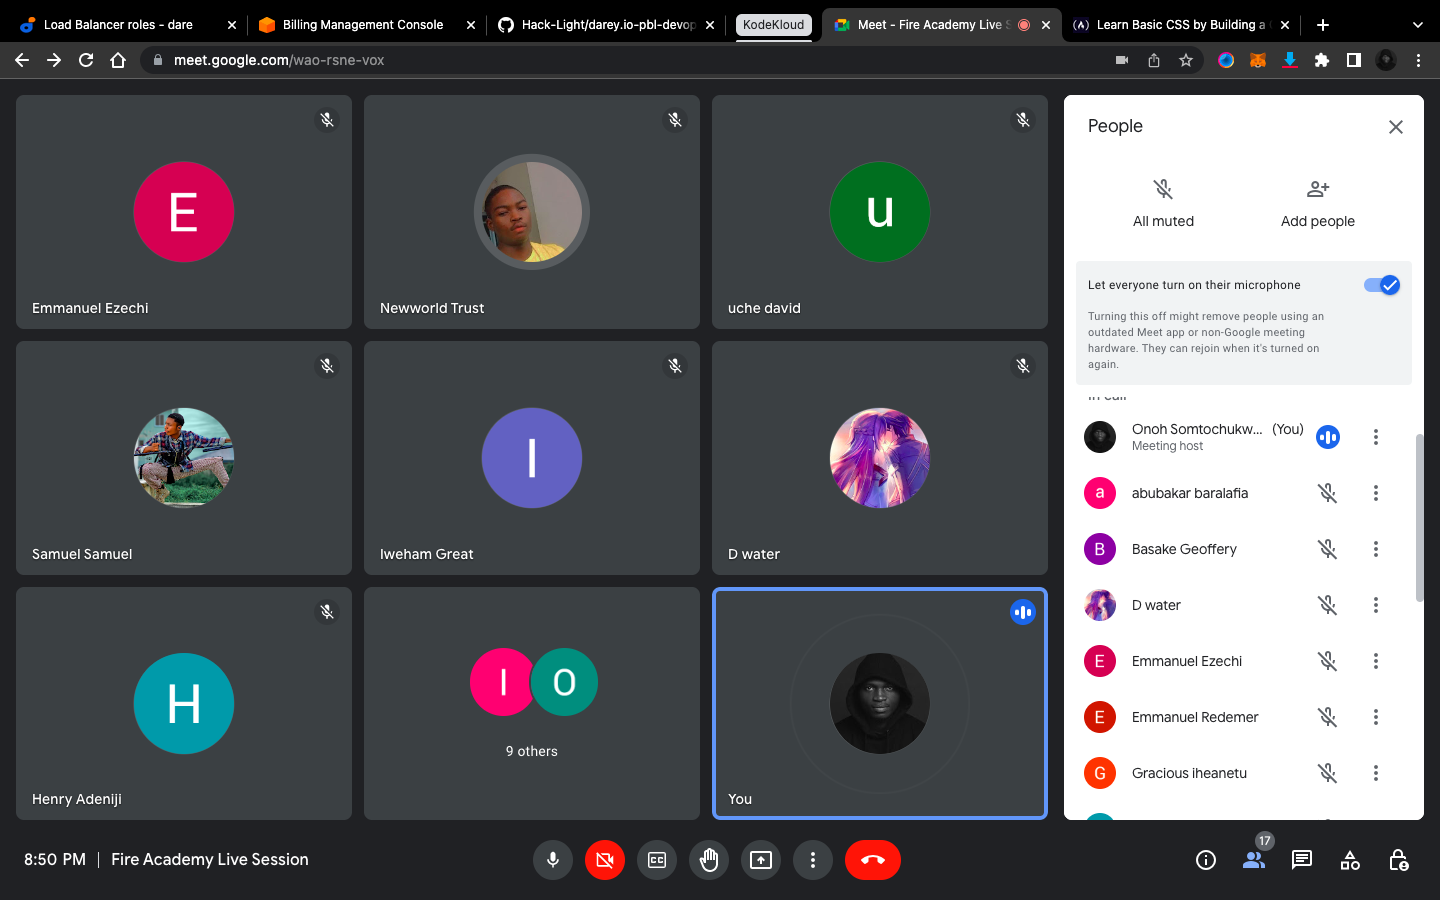 Load Balancer roles - dare
Billing Management Console
Hack-Light/darey.io-pbl-devop
KodeKloud
Meet - Fire Academy Live S
Learn Basic CSS by Building a
meet.google.com/wao-rsne-vox
E
Emmanuel Ezechi
Newworld Trust
u
uche david
Samuel Samuel
I
Iweham Great
D water
H
Henry Adeniji
I
O
9 others
You
People
All muted
Add people
Let everyone turn on their microphone
Turning this off might remove people using an
outdated Meet app or non-Google meeting
hardware. They can rejoin when it's turned on
again.
In call
Onoh Somtochukw... (You)
Meeting host
a
abubakar baralafia
B
Basake Geoffery
D water
E
Emmanuel Ezechi
E
Emmanuel Redemer
G
Gracious iheanetu
8:50 PM | Fire Academy Live Session
CC
17